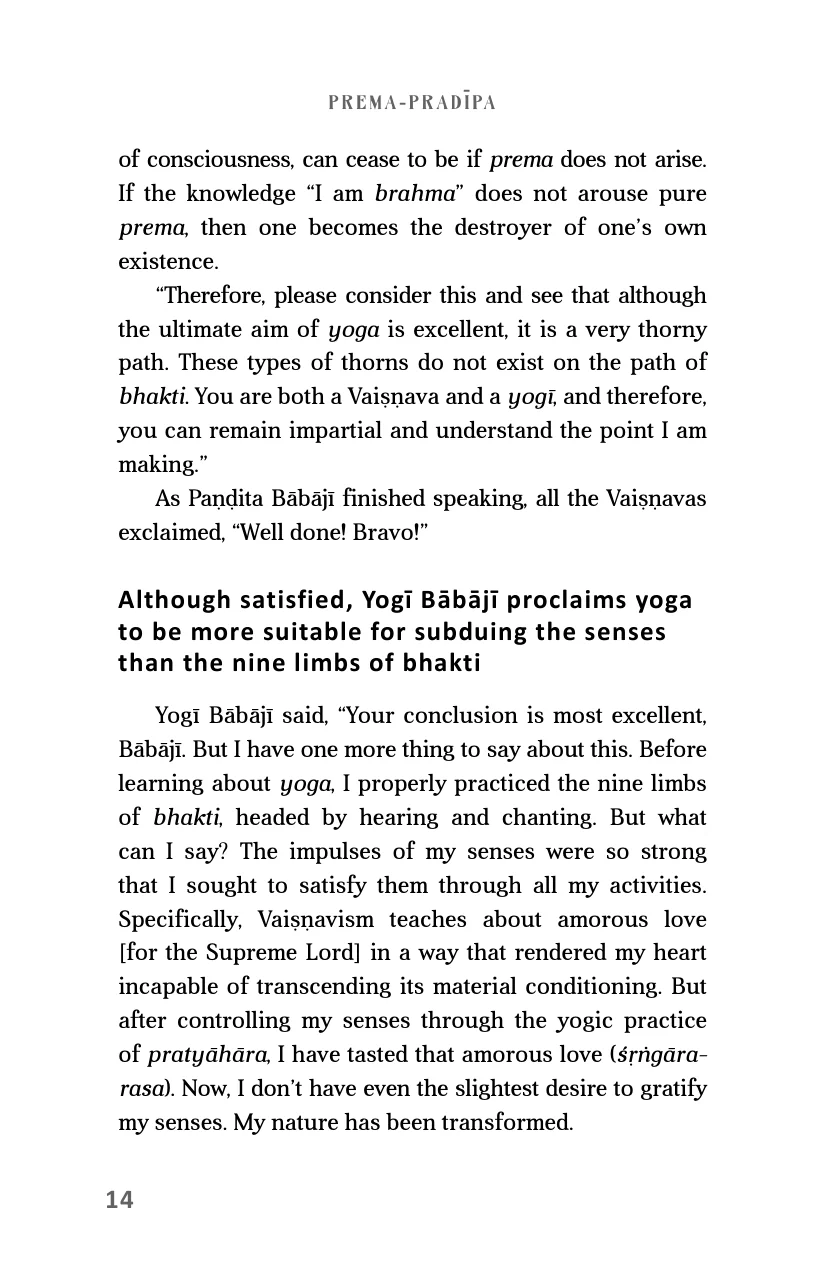 PREMA-PRADĪPA
of consciousness, can cease to be if prema does not arise.
If the knowledge “I am brahma” does not arouse pure
prema, then one becomes the destroyer of one’s own
existence.
“Therefore, please consider this and see that although
the ultimate aim of yoga is excellent, it is a very thorny
path. These types of thorns do not exist on the path of
bhakti. You are both a Vaiṣṇava and a yogī, and therefore,
you can remain impartial and understand the point I am
making.”
As Paṇḍita Bābājī finished speaking, all the Vaiṣṇavas
exclaimed, “Well done! Bravo!”
Although satisfied, Yogī Bābājī proclaims yoga
to be more suitable for subduing the senses
than the nine limbs of bhakti
Yogī Bābājī said, “Your conclusion is most excellent,
Bābājī. But I have one more thing to say about this. Before
learning about yoga, I properly practiced the nine limbs
of bhakti, headed by hearing and chanting. But what
can I say? The impulses of my senses were so strong
that I sought to satisfy them through all my activities.
Specifically, Vaiṣṇavism teaches about amorous love
[for the Supreme Lord] in a way that rendered my heart
incapable of transcending its material conditioning. But
after controlling my senses through the yogic practice
of pratyāhāra, I have tasted that amorous love (śṛṅgāra-
rasa). Now, I don’t have even the slightest desire to gratify
my senses. My nature has been transformed.
14